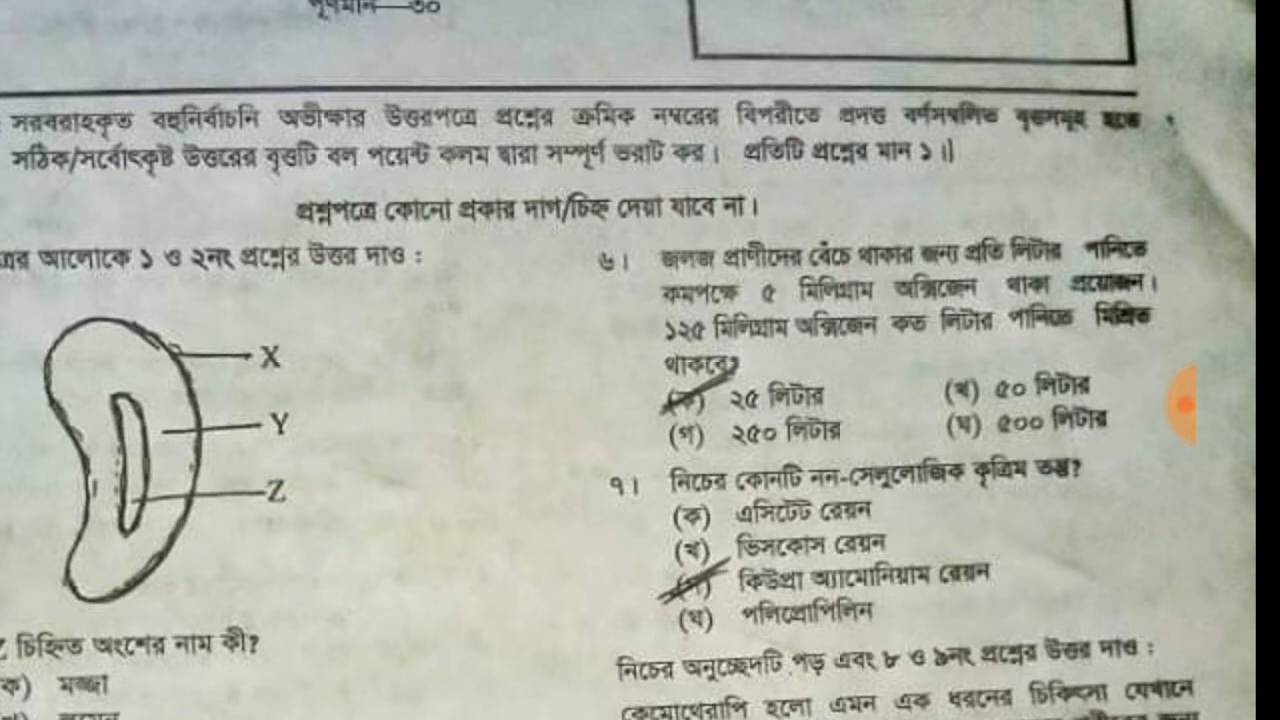 পূর্ণমান—৩০
সরবরাহকৃত বহুনির্বাচনি অভীক্ষার উত্তরপত্রে প্রশ্নের ক্রমিক নম্বরের বিপরীতে প্রদত্ত বর্ণসম্বলিত বৃত্তসমূহ হতে
সঠিক/সর্বোৎকৃষ্ট উত্তরের বৃত্তটি বল পয়েন্ট কলম দ্বারা সম্পূর্ণ ভরাট কর। প্রতিটি প্রশ্নের মান ১।]
প্রশ্নপত্রে কোনো প্রকার দাগ/চিহ্ন দেয়া যাবে না।
আলোকে ১ ও ২নং প্রশ্নের উত্তর দাও :
X
Y
Z
চিহ্নিত অংশের নাম কী?
ক) মজ্জা
৬। জলজ প্রাণীদের বেঁচে থাকার জন্য প্রতি লিটার পানিতে
কমপক্ষে ৫ মিলিগ্রাম অক্সিজেন থাকা প্রয়োজন।
১২৫ মিলিগ্রাম অক্সিজেন কত লিটার পানিতে মিশ্রিত
থাকবে?
(ক) ২৫ লিটার (খ) ৫০ লিটার
(গ) ২৫০ লিটার (ঘ) ৫০০ লিটার
৭। নিচের কোনটি নন-সেলুলোজিক কৃত্রিম তন্তু?
(ক) এসিটেট রেয়ন
(খ) ভিসকোস রেয়ন
(গ) কিউপ্রা অ্যামোনিয়াম রেয়ন
(ঘ) পলিপ্রোপিলিন
নিচের অনুচ্ছেদটি পড় এবং ৮ ও ৯নং প্রশ্নের উত্তর দাও :
কেমোথেরাপি হলো এমন এক ধরনের চিকিৎসা যেখানে